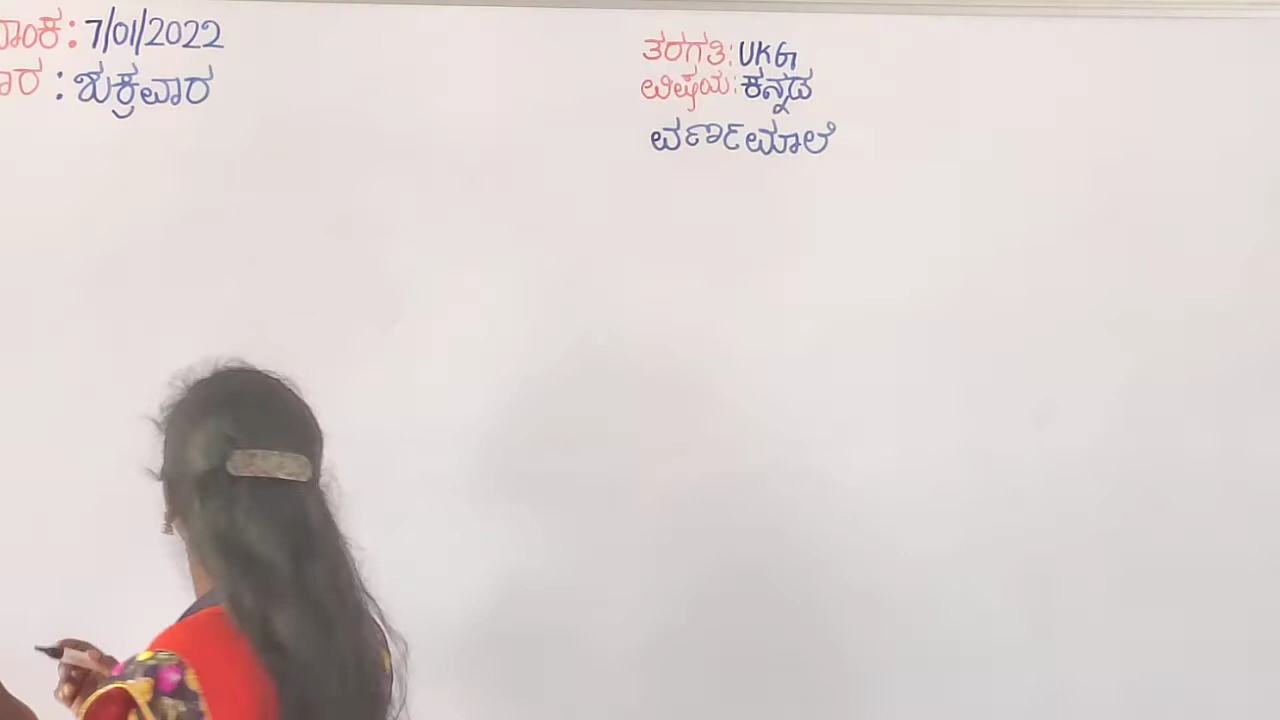 ನಾಂಕ: 7/01/2022
ವಾರ : ಶುಕ್ರವಾರ
ತರಗತಿ: UKG
ವಿಷಯ: ಕನ್ನಡ
ವರ್ಣಮಾಲೆ